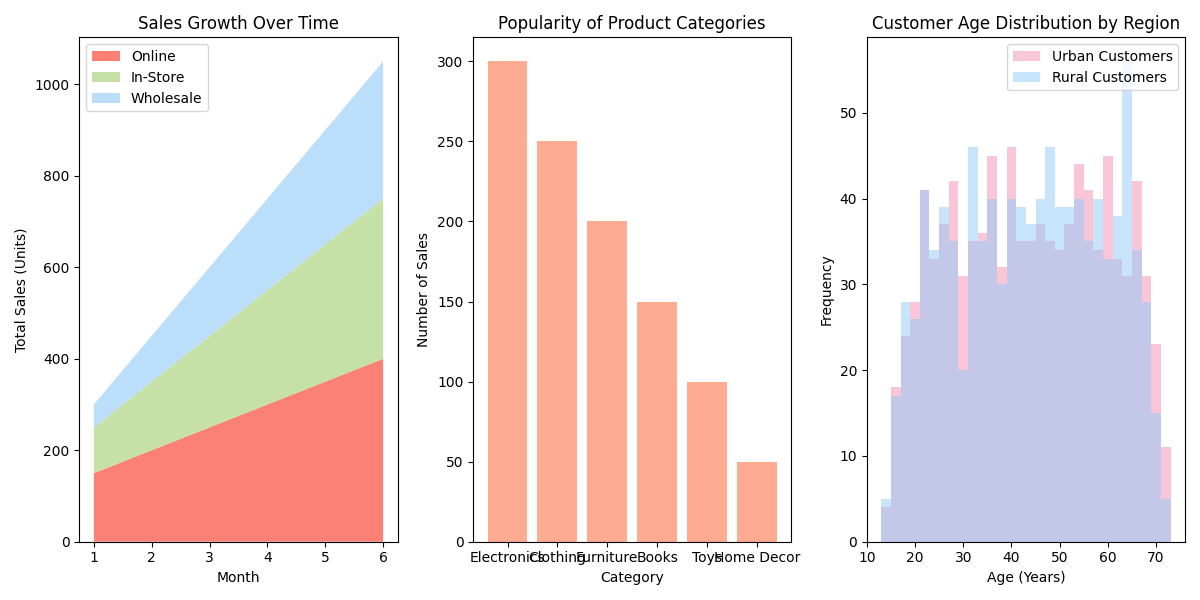 Sales Growth Over Time
Online
In-Store
Wholesale
1000
800
600
400
200
0
Total Sales (Units)
1 2 3 4 5 6
Month
Popularity of Product Categories
300
250
200
150
100
50
0
Number of Sales
Electronics Clothing Furniture Books Toys Home Decor
Category
Customer Age Distribution by Region
Urban Customers
Rural Customers
50
40
30
20
10
0
Frequency
10 20 30 40 50 60 70
Age (Years)